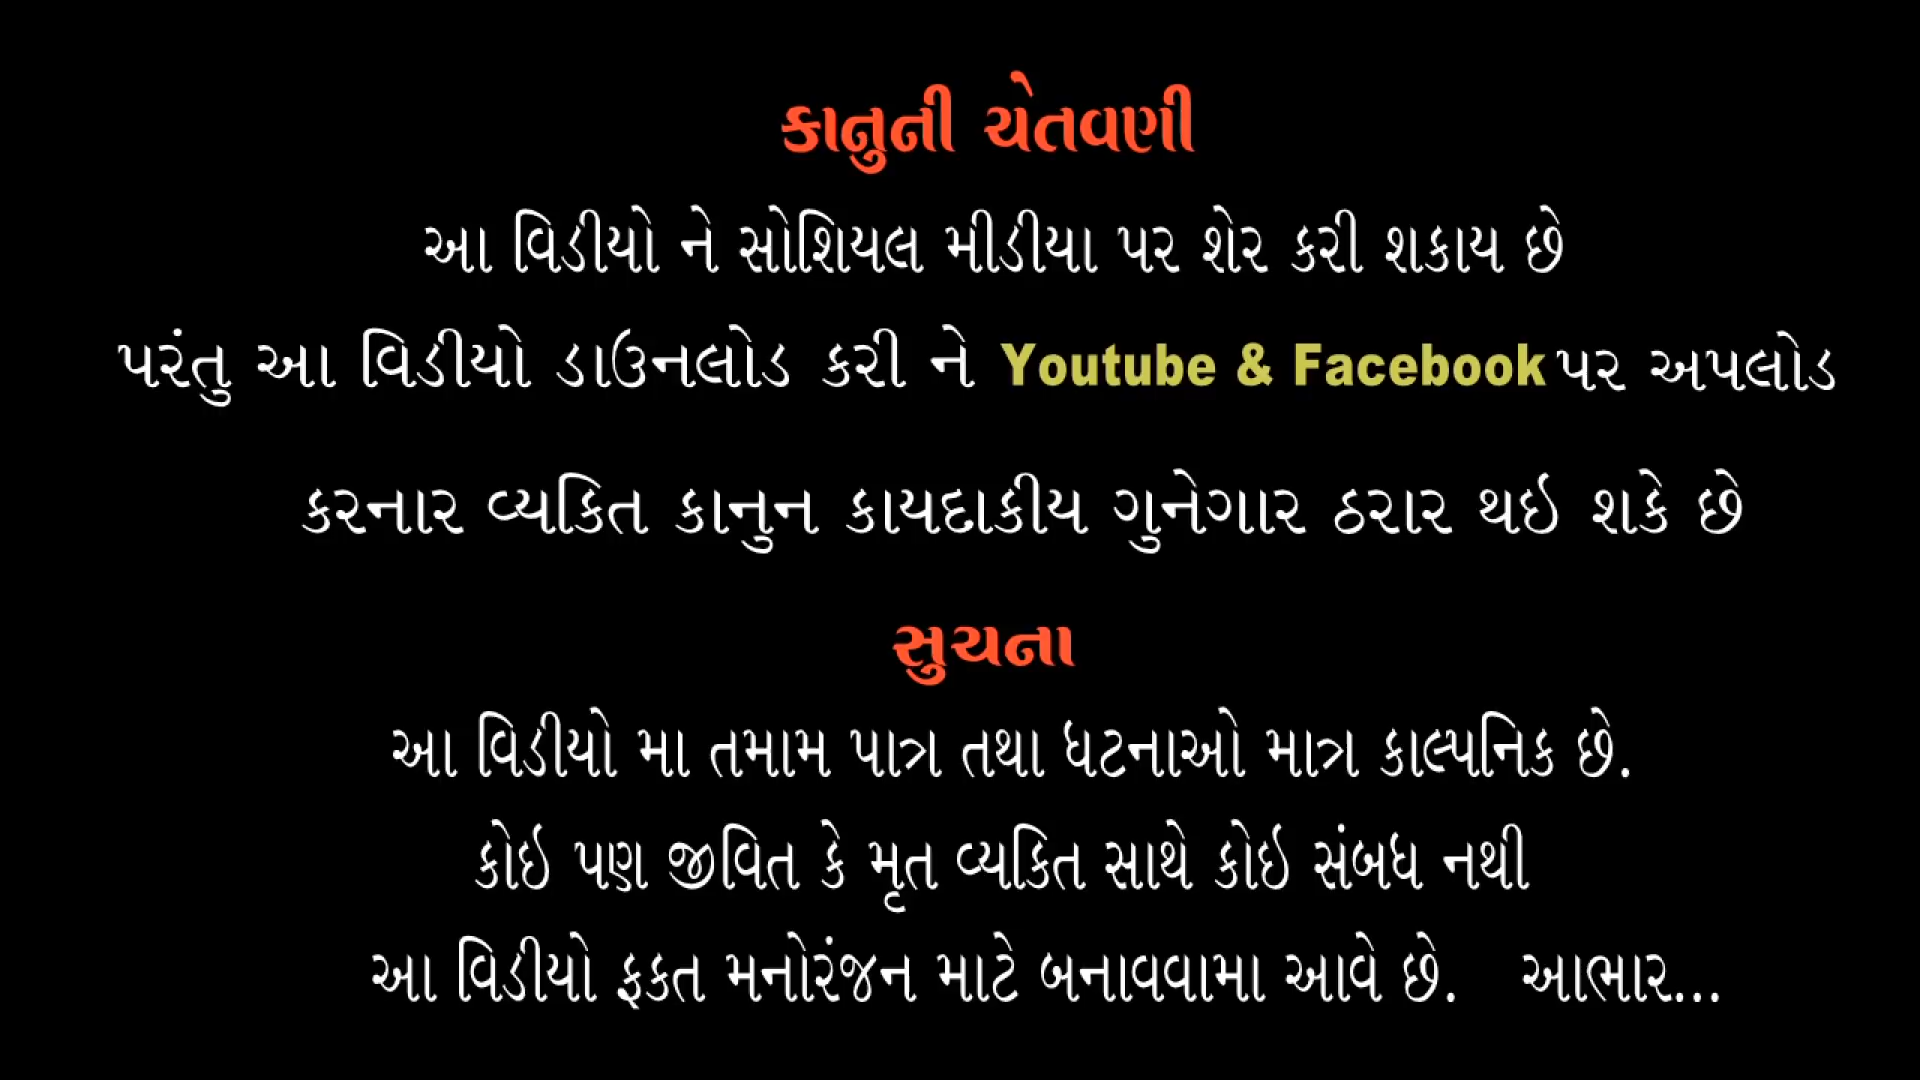 કાનુની ચેતવણી
આ વિડીયો ને સોશિયલ મીડીયા પર શેર કરી શકાય છે
પરંતુ આ વિડીયો ડાઉનલોડ કરી ને Youtube & Facebook પર અપલોડ
કરનાર વ્યકિત કાનુન કાયદાકીય ગુનેગાર ઠરાર થઇ શકે છે
સુચના
આ વિડીયો મા તમામ પાત્ર તથા ધટનાઓ માત્ર કાલ્પનિક છે.
કોઇ પણ જીવિત કે મૃત વ્યકિત સાથે કોઇ સંબધ નથી
આ વિડીયો ફકત મનોરંજન માટે બનાવવામા આવે છે. આભાર...